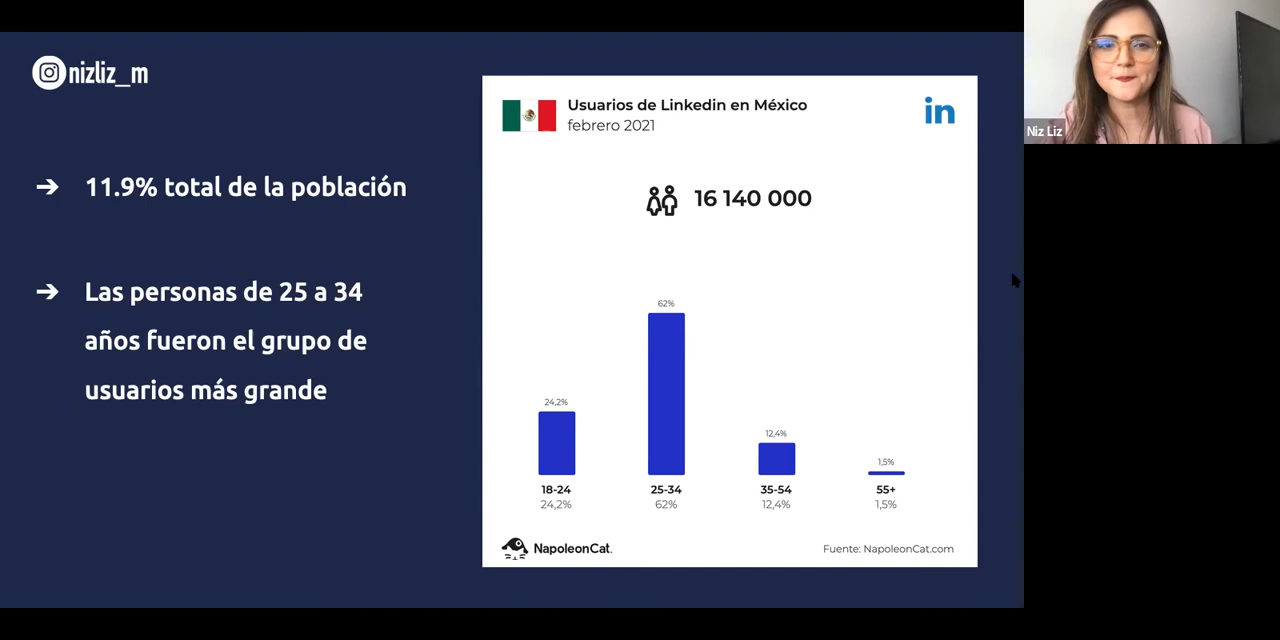 nizliz_m
➔ 11.9% total de la población
➔ Las personas de 25 a 34
años fueron el grupo de
usuarios más grande
Usuarios de Linkedin en México
febrero 2021
in
16 140 000
62%
24,2%
12,4%
1,5%
18-24 25-34 35-54 55+
24,2% 62% 12,4% 1,5%
NapoleonCat.
Fuente: NapoleonCat.com
Niz Liz